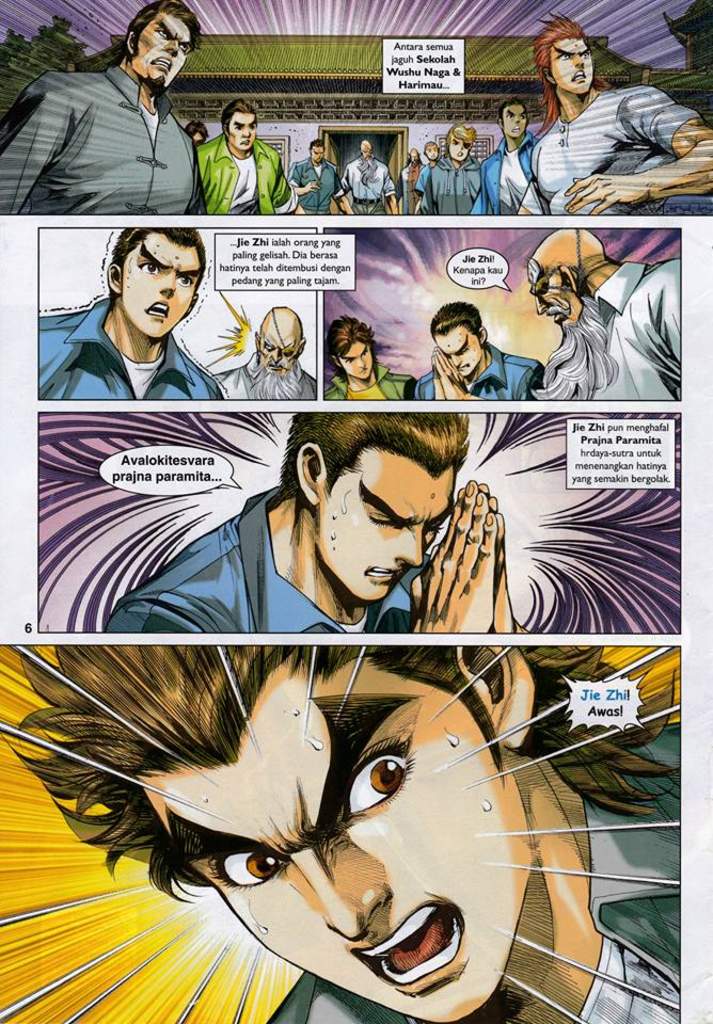 Antara semua
jaguh Sekolah
Wushu Naga &
Harimau...
...Jie Zhi ialah orang yang
paling gelisah. Dia berasa
hatinya telah ditembusi dengan
pedang yang paling tajam.
Jie Zhi!
Kenapa kau
ini?
Avalokitesvara
prajna paramita...
Jie Zhi pun menghafal
Prajna Paramita
hrdaya-sutra untuk
menenangkan hatinya
yang semakin bergolak.
6
Jie Zhi!
Awas!